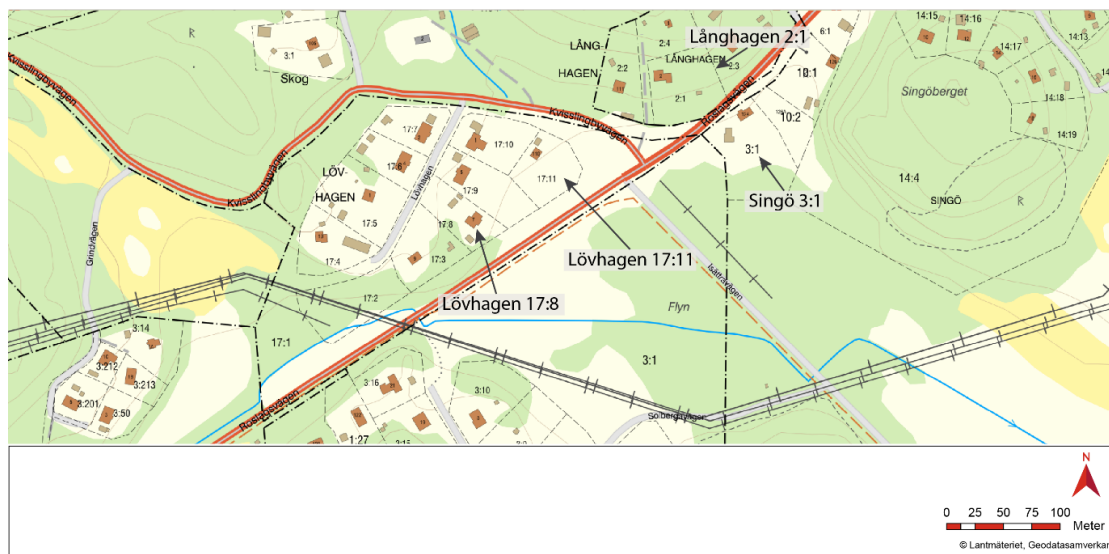 Kvisslingbyvägen
3:1
Skog
LÅNG
HAGEN
2:2
2:4
LÅNGHAGEN
2:3
2:1
Långhagen 2:1
6:1
10:2
3:1
Singö 3:1
14:15
14:16
14:17
14:13
14:18
14:19
Singöberget
14:4
SINGÖ
R
R
Kvisslingbyvägen
Roslagsvägen
Kvisslingbyvägen
LÖV-
HAGEN
17:7
17:6
17:5
17:4
Lövhagen
17:10
17:9
17:8
17:3
17:11
Lövhagen 17:11
Lövhagen 17:8
17:2
17:1
Grindvägen
3:14
3:212
3:213
3:201
3:50
Roslagsvägen
3:16
1:27
3:15
3:10
Flyn
3:1
Isättravägen
Solbergavägen
N
0 25 50 75 100
Meter
© Lantmäteriet, Geodatasamverkan